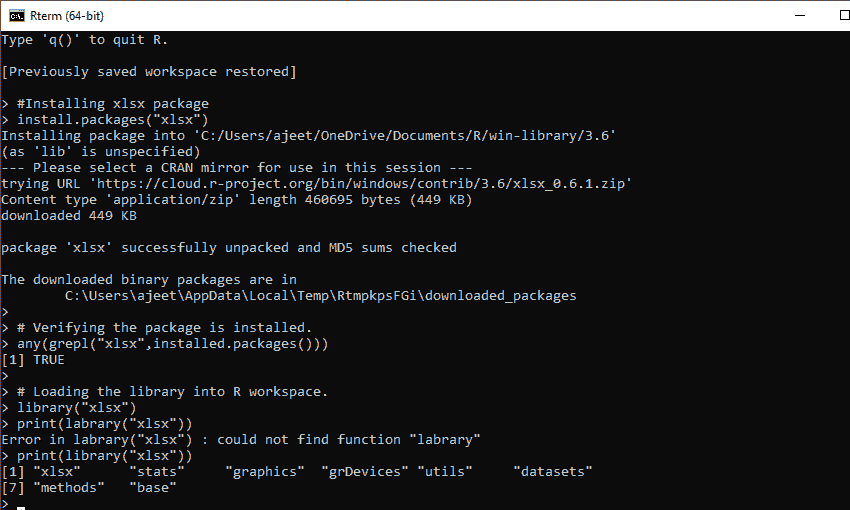 Rterm (64-bit)
Type 'q()' to quit R.
[Previously saved workspace restored]
> #Installing xlsx package
> install.packages("xlsx")
Installing package into 'C:/Users/ajeet/OneDrive/Documents/R/win-library/3.6'
(as 'lib' is unspecified)
--- Please select a CRAN mirror for use in this session ---
trying URL 'https://cloud.r-project.org/bin/windows/contrib/3.6/xlsx_0.6.1.zip'
Content type 'application/zip' length 460695 bytes (449 KB)
downloaded 449 KB
package 'xlsx' successfully unpacked and MD5 sums checked
The downloaded binary packages are in
        C:\Users\ajeet\AppData\Local\Temp\RtmpkpsFGi\downloaded_packages
>
> # Verifying the package is installed.
> any(grepl("xlsx",installed.packages()))
[1] TRUE
>
> # Loading the library into R workspace.
> library("xlsx")
> print(labrary("xlsx"))
Error in labrary("xlsx") : could not find function "labrary"
> print(library("xlsx"))
[1] "xlsx"      "stats"     "graphics"  "grDevices" "utils"     "datasets"
[7] "methods"   "base"
>